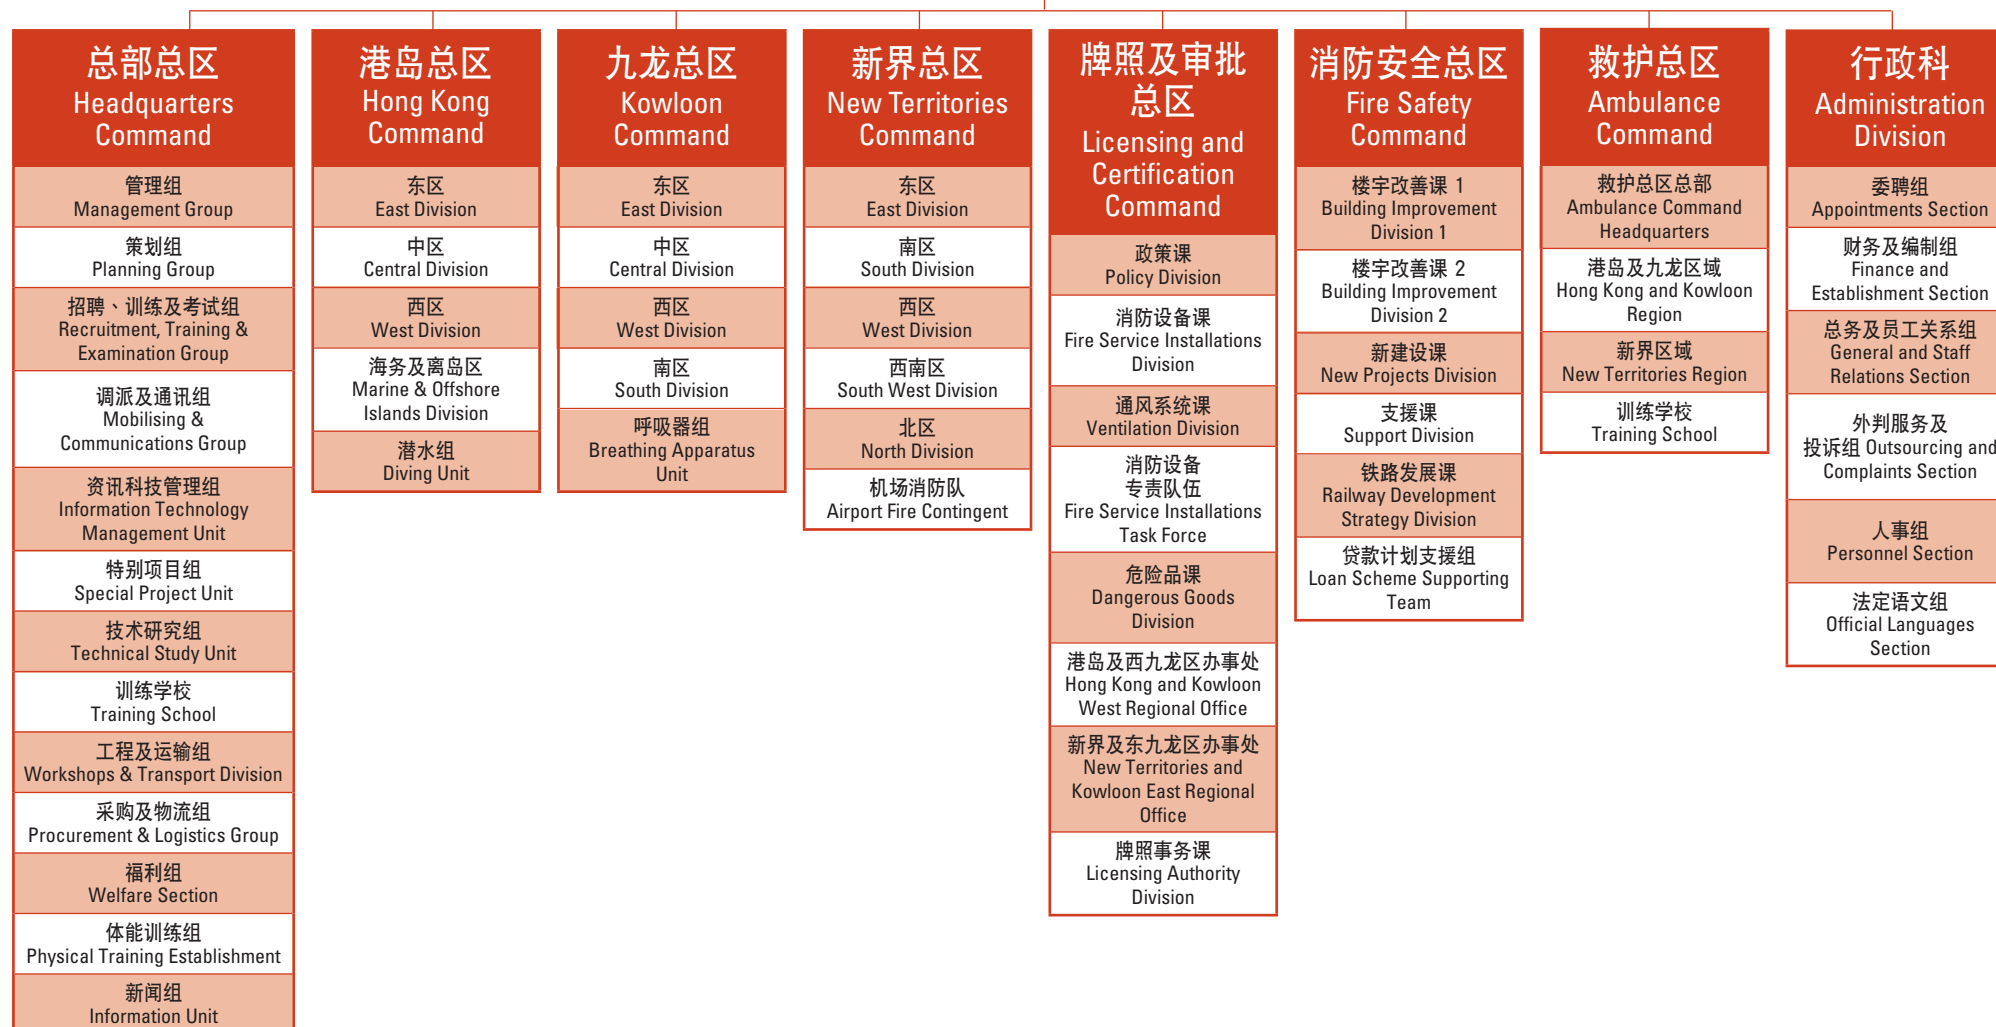 总部总区
Headquarters
Command
管理组
Management Group
策划组
Planning Group
招聘、训练及考试组
Recruitment, Training &
Examination Group
调派及通讯组
Mobilising &
Communications Group
资讯科技管理组
Information Technology
Management Unit
特别项目组
Special Project Unit
技术研究组
Technical Study Unit
训练学校
Training School
工程及运输组
Workshops & Transport Division
采购及物流组
Procurement & Logistics Group
福利组
Welfare Section
体能训练组
Physical Training Establishment
新闻组
Information Unit
港岛总区
Hong Kong
Command
东区
East Division
中区
Central Division
西区
West Division
海务及离岛区
Marine & Offshore
Islands Division
潜水组
Diving Unit
九龙总区
Kowloon
Command
东区
East Division
中区
Central Division
西区
West Division
南区
South Division
呼吸器组
Breathing Apparatus
Unit
新界总区
New Territories
Command
东区
East Division
南区
South Division
西区
West Division
西南区
South West Division
北区
North Division
机场消防队
Airport Fire Contingent
牌照及审批
总区
Licensing and
Certification
Command
政策课
Policy Division
消防设备课
Fire Service Installations
Division
通风系统课
Ventilation Division
消防设备
专责队伍
Fire Service Installations
Task Force
危险品课
Dangerous Goods
Division
港岛及西九龙区办事处
Hong Kong and Kowloon
West Regional Office
新界及东九龙区办事处
New Territories and
Kowloon East Regional
Office
牌照事务课
Licensing Authority
Division
消防安全总区
Fire Safety
Command
楼宇改善课 1
Building Improvement
Division 1
楼宇改善课 2
Building Improvement
Division 2
新建设课
New Projects Division
支援课
Support Division
铁路发展课
Railway Development
Strategy Division
贷款计划支援组
Loan Scheme Supporting
Team
救护总区
Ambulance
Command
救护总区总部
Ambulance Command
Headquarters
港岛及九龙区域
Hong Kong and Kowloon
Region
新界区域
New Territories Region
训练学校
Training School
行政科
Administration
Division
委聘组
Appointments Section
财务及编制组
Finance and
Establishment Section
总务及员工关系组
General and Staff
Relations Section
外判服务及
投诉组 Outsourcing and
Complaints Section
人事组
Personnel Section
法定语文组
Official Languages
Section